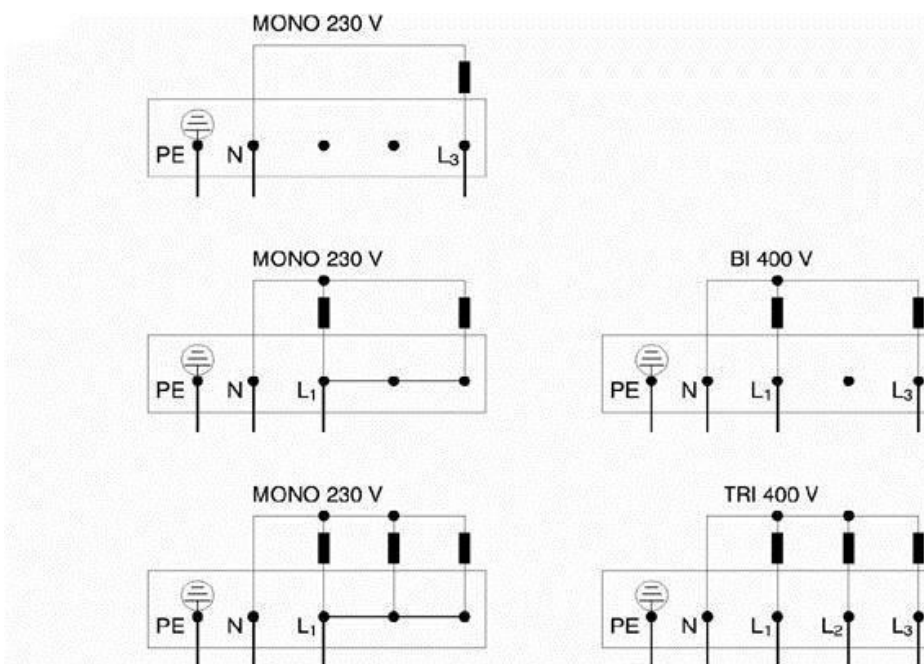 MONO 230 V
PE N L₃
MONO 230 V
PE N L₁
BI 400 V
PE N L₁ L₃
MONO 230 V
PE N L₁
TRI 400 V
PE N L₁ L₂ L₃